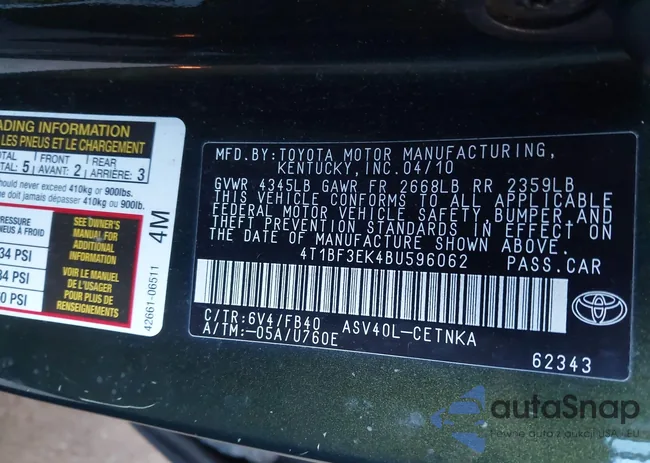 ADING INFORMATION
LES PNEUS ET LE CHARGEMENT
TOTAL: 5 FRONT AVANT: 2 REAR ARRIÈRE: 3
should never exceed 410kg or 900lbs.
ne doit jamais dépasser 410kg ou 900lb.
PRESSURE
PNEUS À FROID
34 PSI
34 PSI
0 PSI
SEE OWNER'S
MANUAL FOR
ADDITIONAL
INFORMATION
VOIR LE MANUEL
DE L'USAGER
POUR PLUS DE
RENSEIGNEMENTS
4M
42661-06511
MFD.BY:TOYOTA MOTOR MANUFACTURING,
KENTUCKY,INC.04/10
GVWR 4345LB GAWR FR 2668LB RR 2359LB
THIS VEHICLE CONFORMS TO ALL APPLICABLE
FEDERAL MOTOR VEHICLE SAFETY,BUMPER,AND
THEFT PREVENTION STANDARDS IN EFFECT ON
THE DATE OF MANUFACTURE SHOWN ABOVE.
4T1BF3EK4BU596062 PASS.CAR
C/TR:6V4/FB40 ASV40L-CETNKA
A/TM:-05A/U760E
62343
autoSnap